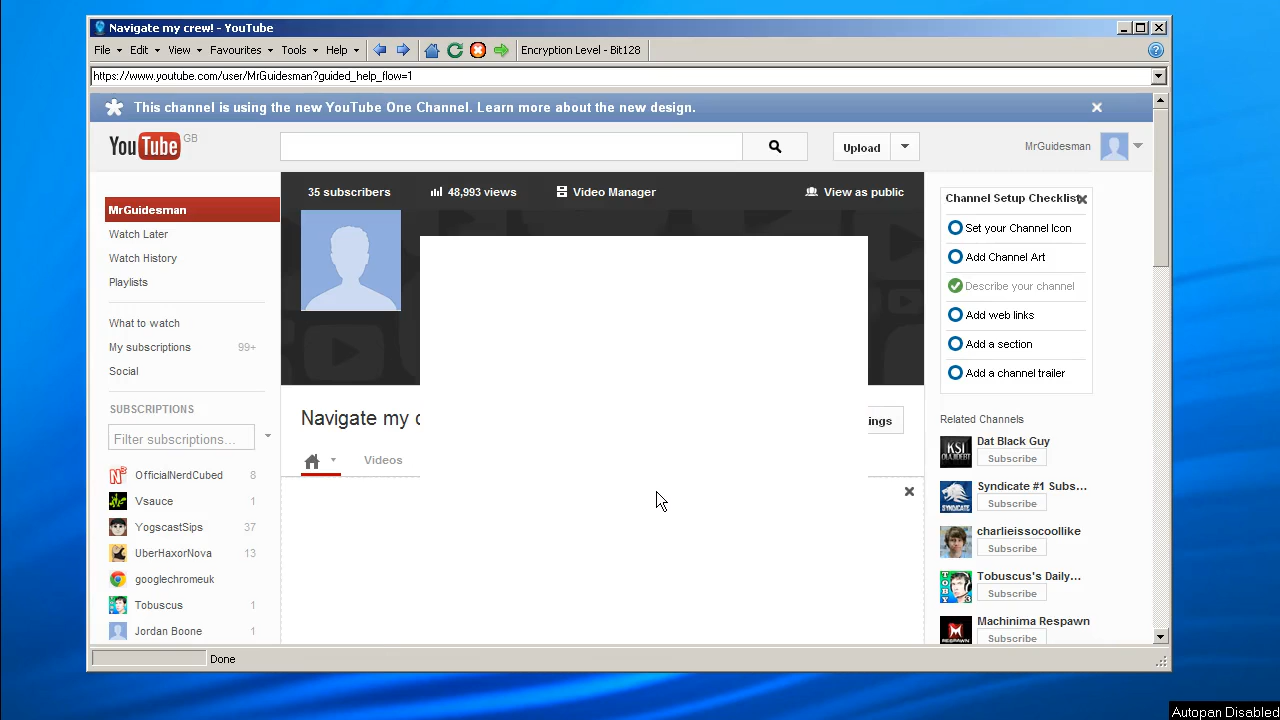 Navigate my crew! - YouTube
File Edit View Favourites Tools Help Encryption Level - Bit128
https://www.youtube.com/user/MrGuidesman?guided_help_flow=1
This channel is using the new YouTube One Channel. Learn more about the new design.
YouTube GB
Upload
MrGuidesman
35 subscribers
48,993 views
Video Manager
View as public
MrGuidesman
Watch Later
Watch History
Playlists
What to watch
My subscriptions 99+
Social
SUBSCRIPTIONS
Filter subscriptions...
OfficialNerdCubed 8
Vsauce 1
YogscastSips 37
UberHaxorNova 13
googlechromeuk
Tobuscus 1
Jordan Boone 1
Navigate my c
ings
Videos
Channel Setup Checklist
Set your Channel Icon
Add Channel Art
Describe your channel
Add web links
Add a section
Add a channel trailer
Related Channels
Dat Black Guy
Subscribe
Syndicate #1 Subs...
Subscribe
charlieissocoollike
Subscribe
Tobuscus's Daily...
Subscribe
Machinima Respawn
Subscribe
Done
Autopan Disabled